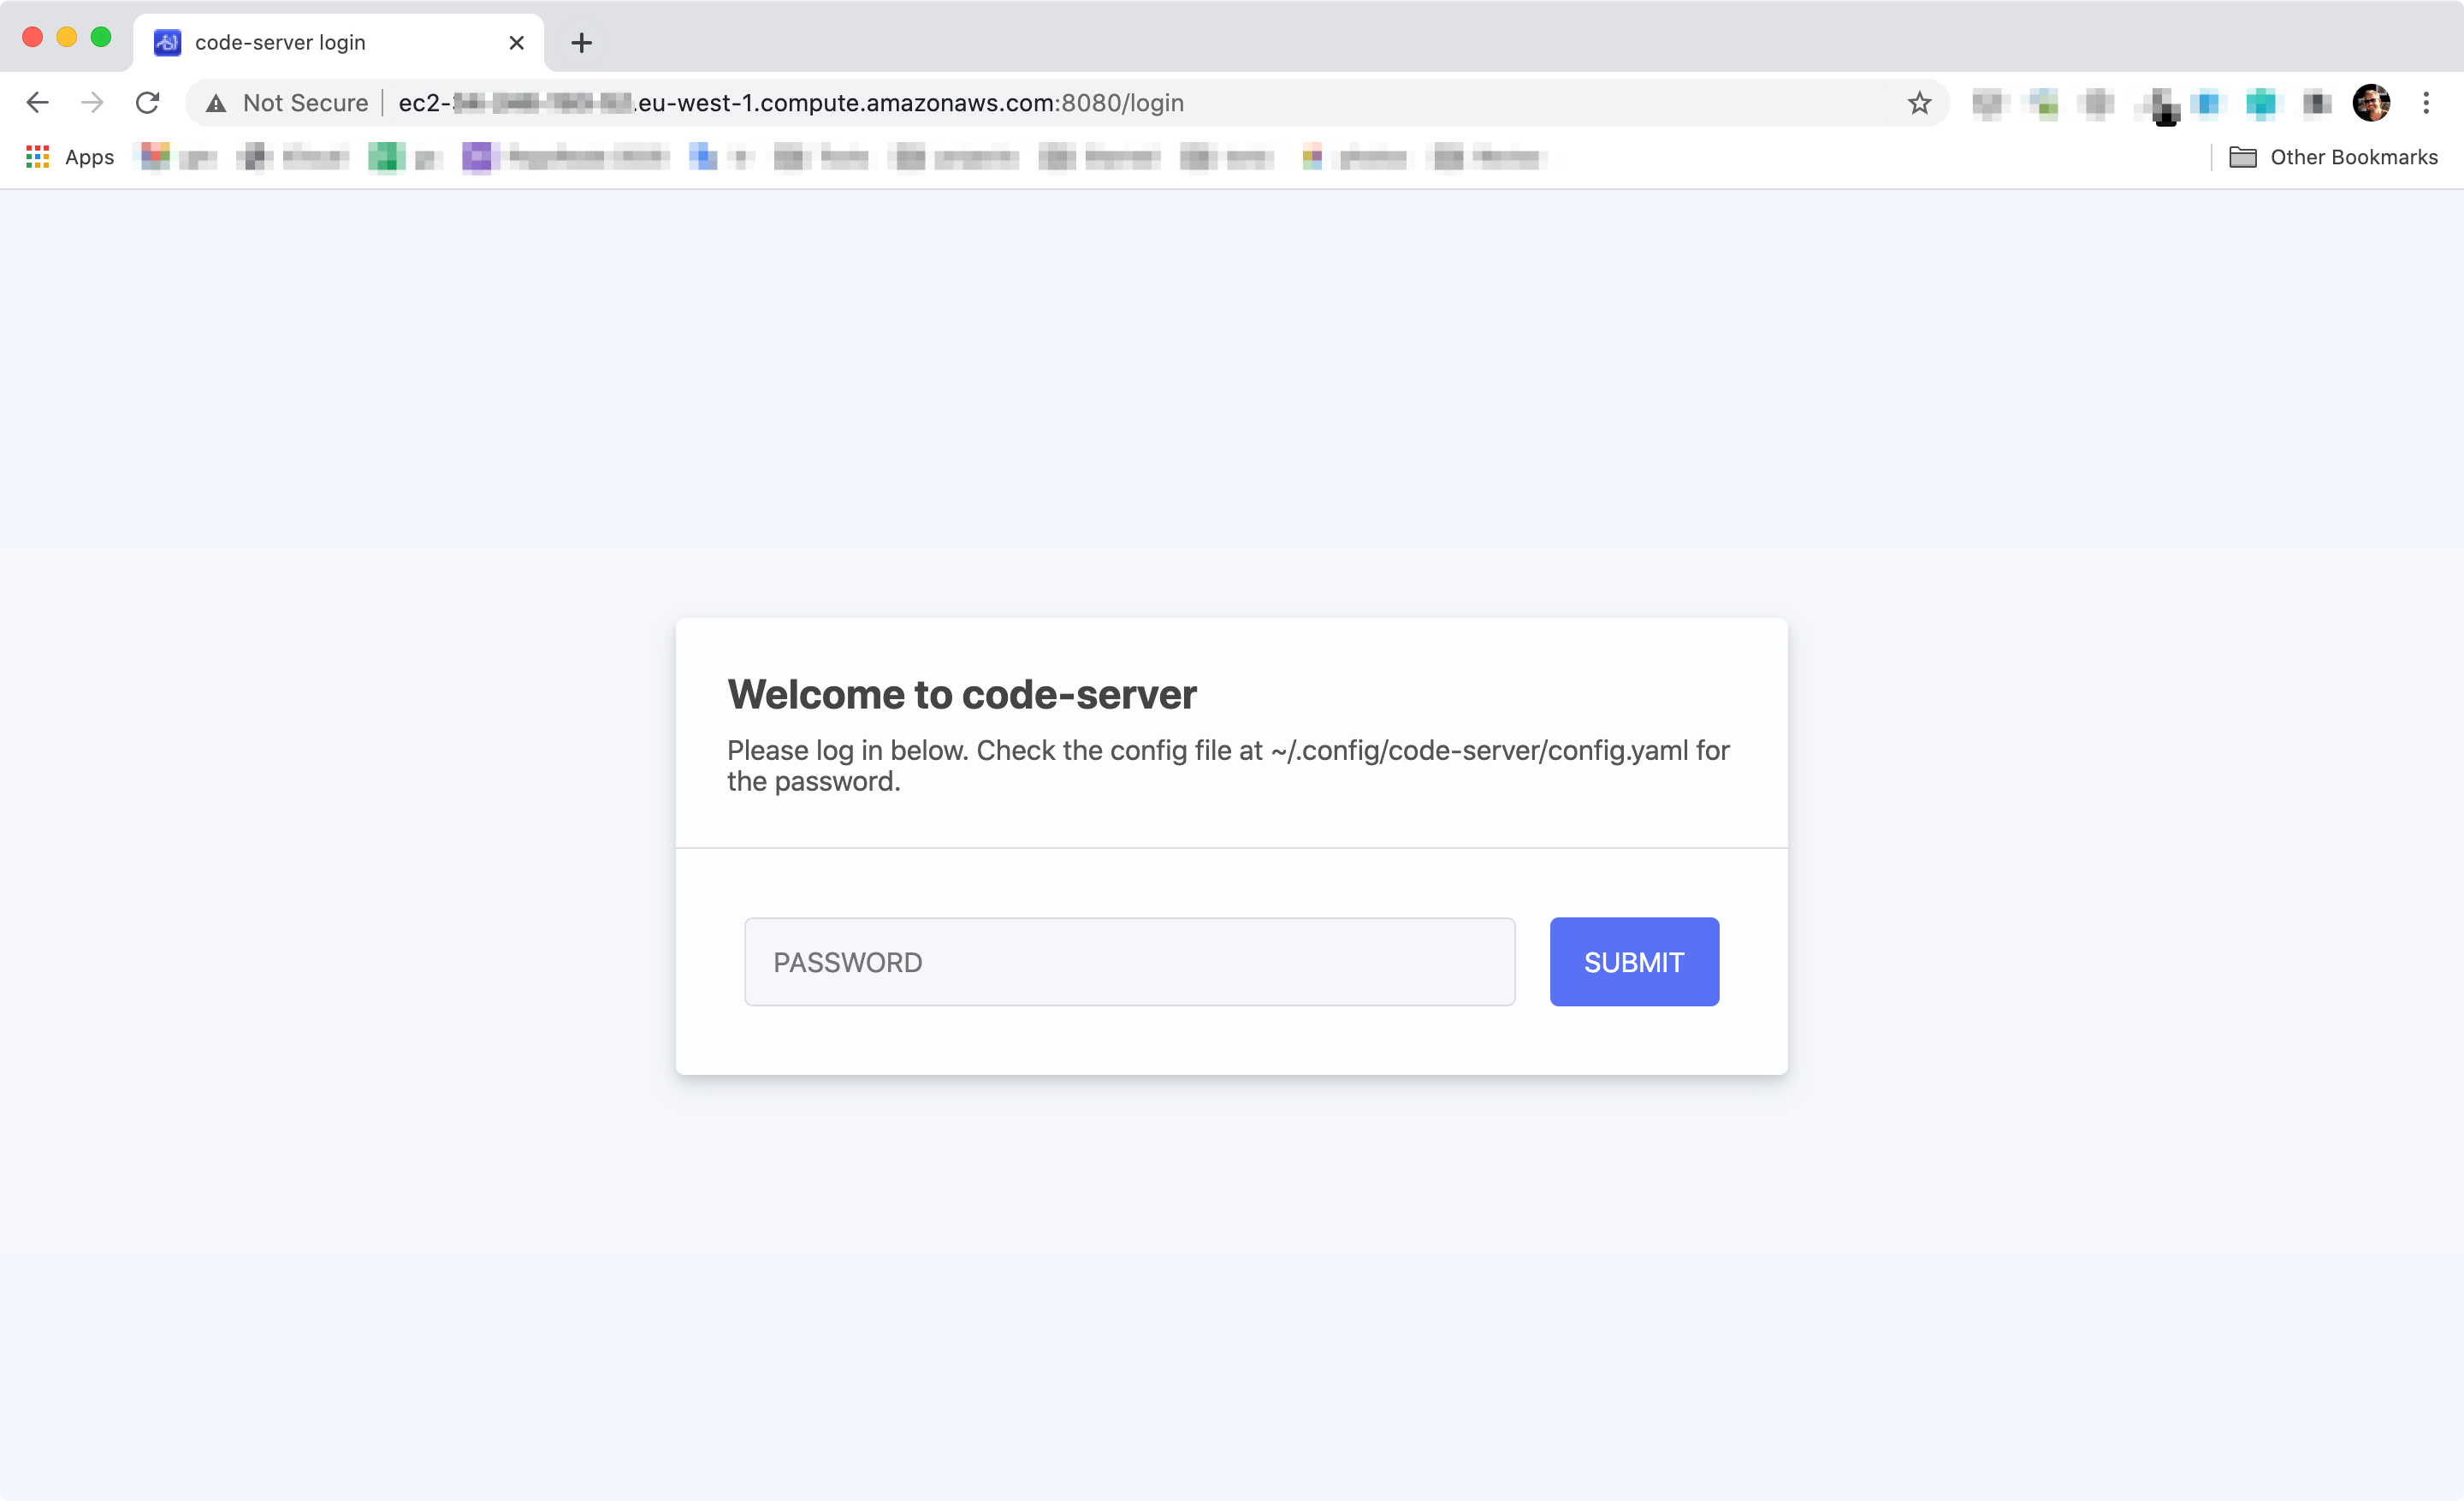 code-server login
Not Secure ec2- .eu-west-1.compute.amazonaws.com:8080/login
Apps Other Bookmarks
Welcome to code-server
Please log in below. Check the config file at ~/.config/code-server/config.yaml for
the password.
PASSWORD SUBMIT